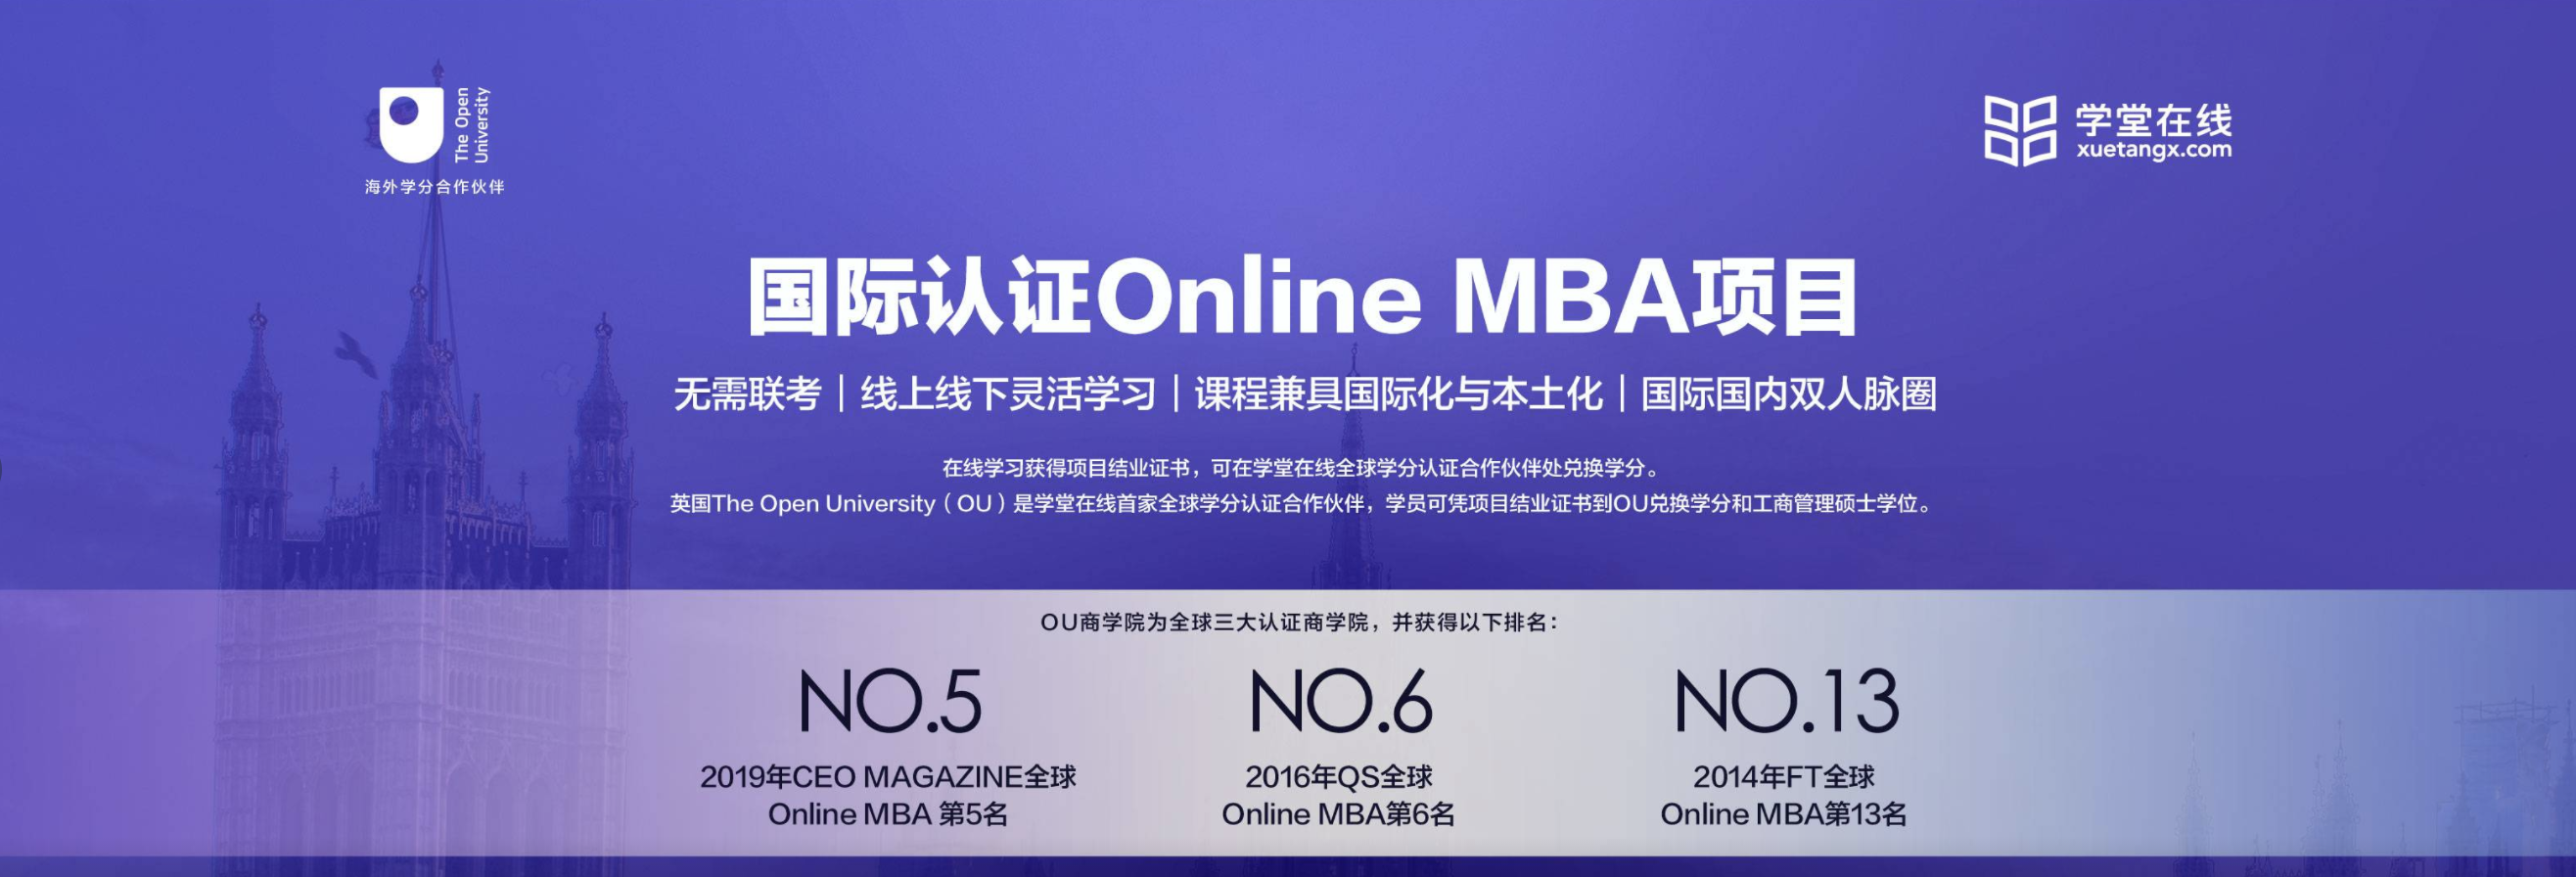 The Open
University
海外学分合作伙伴
学堂在线
xuetangx.com
国际认证Online MBA项目
无需联考｜线上线下灵活学习｜课程兼具国际化与本土化｜国际国内双人脉圈
在线学习获得项目结业证书，可在学堂在线全球学分认证合作伙伴处兑换学分。
英国The Open University（OU）是学堂在线首家全球学分认证合作伙伴，学员可凭项目结业证书到OU兑换学分和工商管理硕士学位。
OU商学院为全球三大认证商学院，并获得以下排名：
NO.5
2019年CEO MAGAZINE全球
Online MBA 第5名
NO.6
2016年QS全球
Online MBA第6名
NO.13
2014年FT全球
Online MBA第13名